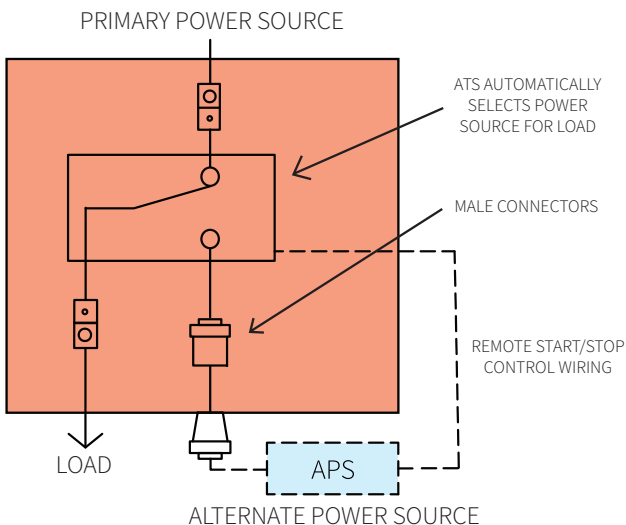 PRIMARY POWER SOURCE
ATS AUTOMATICALLY
SELECTS POWER
SOURCE FOR LOAD
MALE CONNECTORS
REMOTE START/STOP
CONTROL WIRING
LOAD
APS
ALTERNATE POWER SOURCE